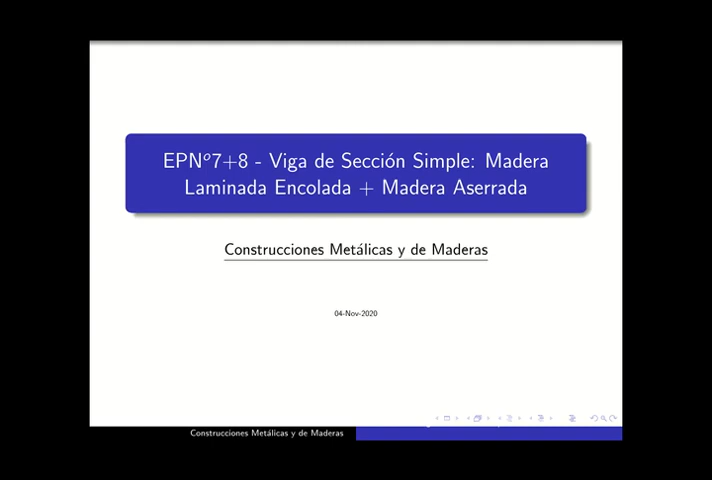 EPNº7+8 - Viga de Sección Simple: Madera
Laminada Encolada + Madera Aserrada
Construcciones Metálicas y de Maderas
04-Nov-2020
Construcciones Metálicas y de Maderas